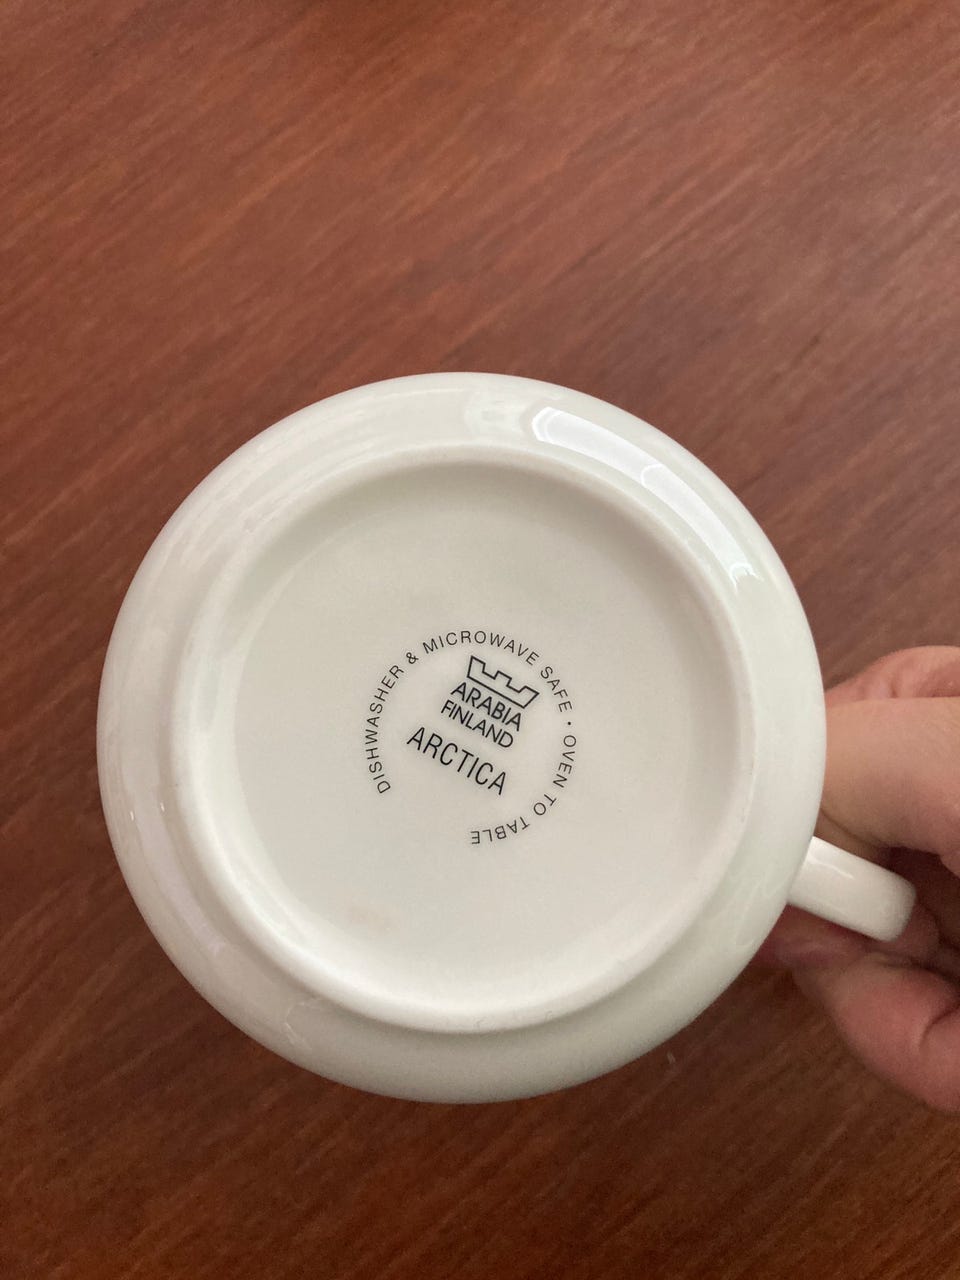 DISHWASHER & MICROWAVE SAFE · OVEN TO TABLE
ARABIA
FINLAND
ARCTICA